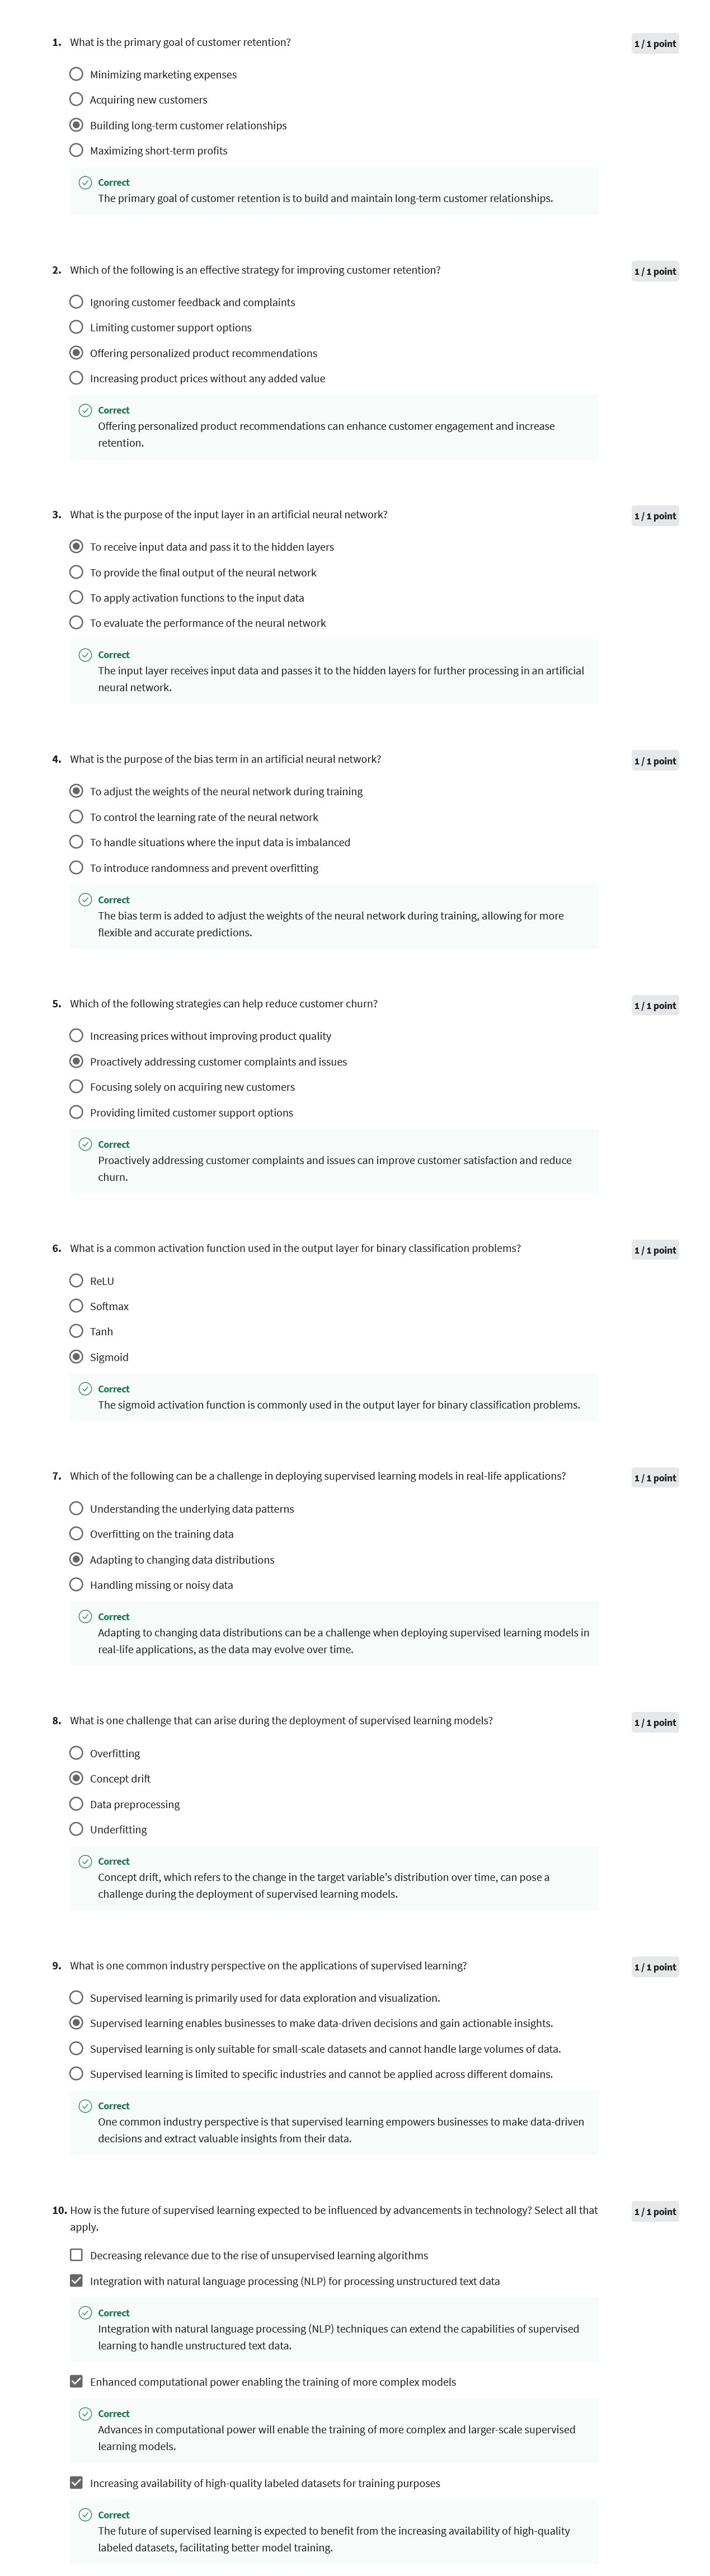 1. What is the primary goal of customer retention? 1 / 1 point
Minimizing marketing expenses
Acquiring new customers
Building long-term customer relationships
Maximizing short-term profits
Correct
The primary goal of customer retention is to build and maintain long-term customer relationships.
2. Which of the following is an effective strategy for improving customer retention? 1 / 1 point
Ignoring customer feedback and complaints
Limiting customer support options
Offering personalized product recommendations
Increasing product prices without any added value
Correct
Offering personalized product recommendations can enhance customer engagement and increase
retention.
3. What is the purpose of the input layer in an artificial neural network? 1 / 1 point
To receive input data and pass it to the hidden layers
To provide the final output of the neural network
To apply activation functions to the input data
To evaluate the performance of the neural network
Correct
The input layer receives input data and passes it to the hidden layers for further processing in an artificial
neural network.
4. What is the purpose of the bias term in an artificial neural network? 1 / 1 point
To adjust the weights of the neural network during training
To control the learning rate of the neural network
To handle situations where the input data is imbalanced
To introduce randomness and prevent overfitting
Correct
The bias term is added to adjust the weights of the neural network during training, allowing for more
flexible and accurate predictions.
5. Which of the following strategies can help reduce customer churn? 1 / 1 point
Increasing prices without improving product quality
Proactively addressing customer complaints and issues
Focusing solely on acquiring new customers
Providing limited customer support options
Correct
Proactively addressing customer complaints and issues can improve customer satisfaction and reduce
churn.
6. What is a common activation function used in the output layer for binary classification problems? 1 / 1 point
ReLU
Softmax
Tanh
Sigmoid
Correct
The sigmoid activation function is commonly used in the output layer for binary classification problems.
7. Which of the following can be a challenge in deploying supervised learning models in real-life applications? 1 / 1 point
Understanding the underlying data patterns
Overfitting on the training data
Adapting to changing data distributions
Handling missing or noisy data
Correct
Adapting to changing data distributions can be a challenge when deploying supervised learning models in
real-life applications, as the data may evolve over time.
8. What is one challenge that can arise during the deployment of supervised learning models? 1 / 1 point
Overfitting
Concept drift
Data preprocessing
Underfitting
Correct
Concept drift, which refers to the change in the target variable's distribution over time, can pose a
challenge during the deployment of supervised learning models.
9. What is one common industry perspective on the applications of supervised learning? 1 / 1 point
Supervised learning is primarily used for data exploration and visualization.
Supervised learning enables businesses to make data-driven decisions and gain actionable insights.
Supervised learning is only suitable for small-scale datasets and cannot handle large volumes of data.
Supervised learning is limited to specific industries and cannot be applied across different domains.
Correct
One common industry perspective is that supervised learning empowers businesses to make data-driven
decisions and extract valuable insights from their data.
10. How is the future of supervised learning expected to be influenced by advancements in technology? Select all that 1 / 1 point
apply.
Decreasing relevance due to the rise of unsupervised learning algorithms
Integration with natural language processing (NLP) for processing unstructured text data
Correct
Integration with natural language processing (NLP) techniques can extend the capabilities of supervised
learning to handle unstructured text data.
Enhanced computational power enabling the training of more complex models
Correct
Advances in computational power will enable the training of more complex and larger-scale supervised
learning models.
Increasing availability of high-quality labeled datasets for training purposes
Correct
The future of supervised learning is expected to benefit from the increasing availability of high-quality
labeled datasets, facilitating better model training.